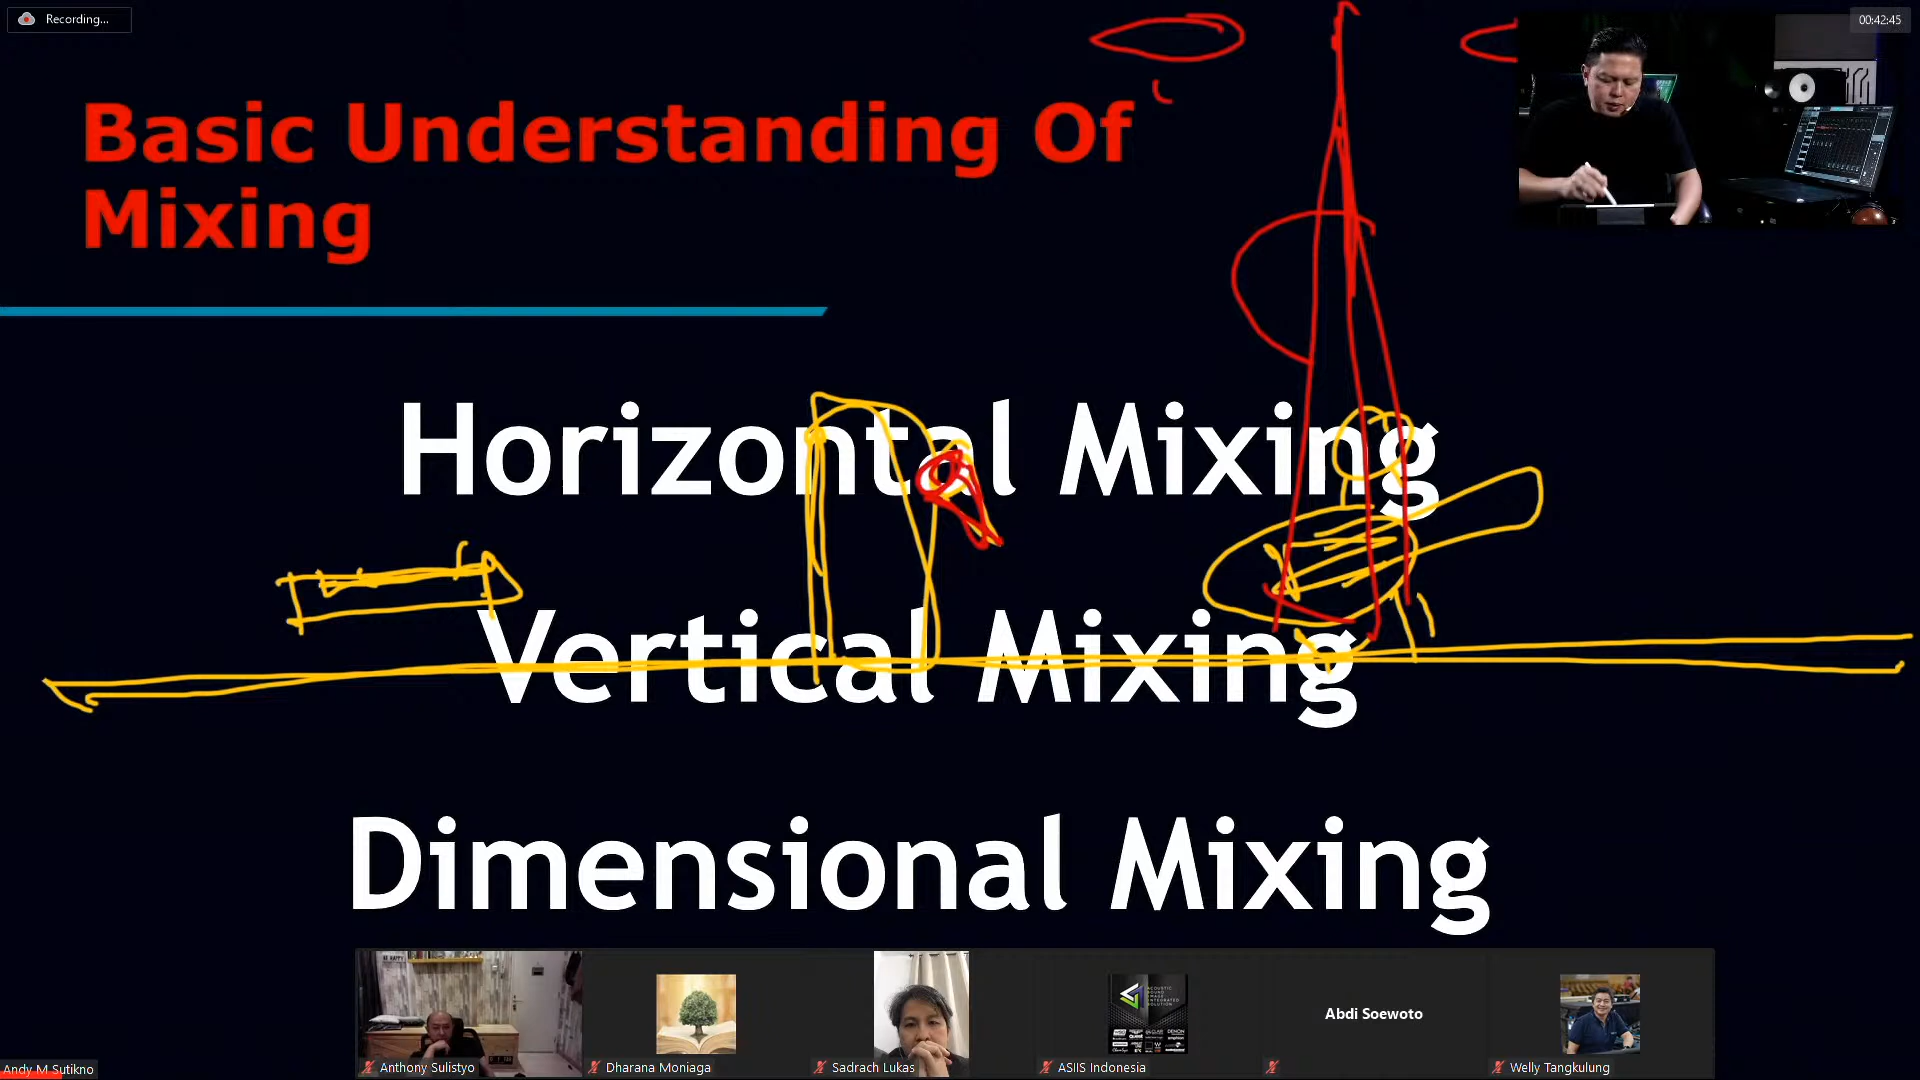 Recording...
00:42:45
Basic Understanding Of
Mixing
Horizontal Mixing
Vertical Mixing
Dimensional Mixing
Andy M Sutikno
Anthony Sulistyo
Dharana Moniaga
Sadrach Lukas
ASIIS Indonesia
Abdi Soewoto
Welly Tangkulung